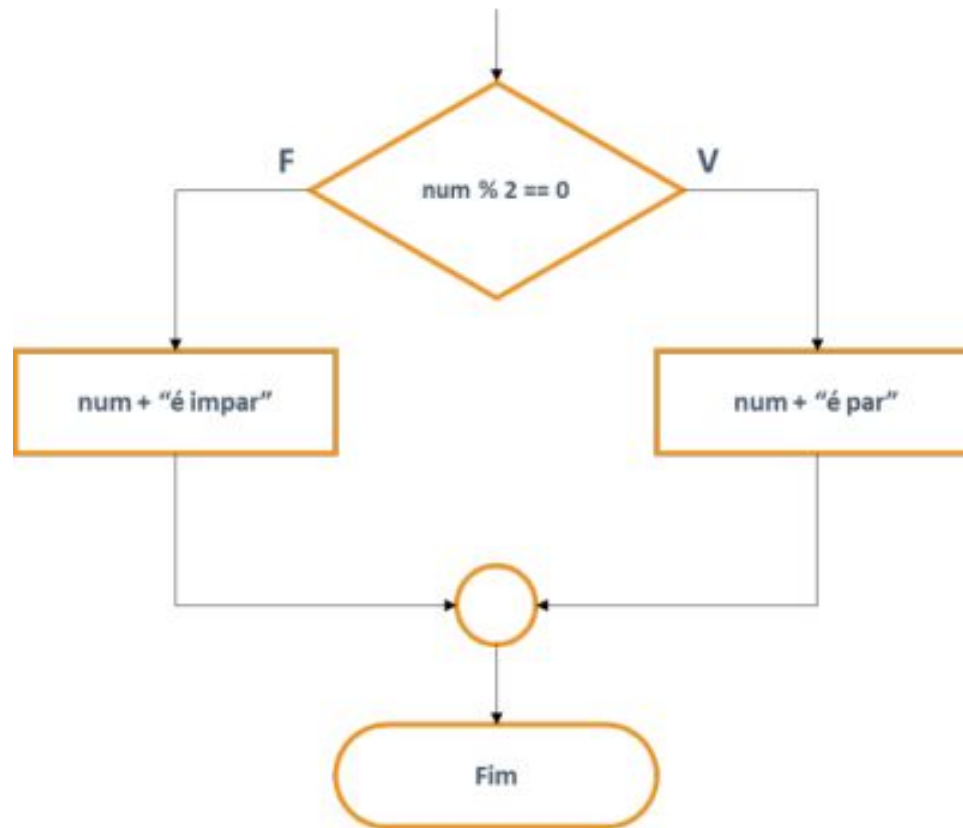 F
V
num % 2 == 0
num + “é impar”
num + “é par”
Fim